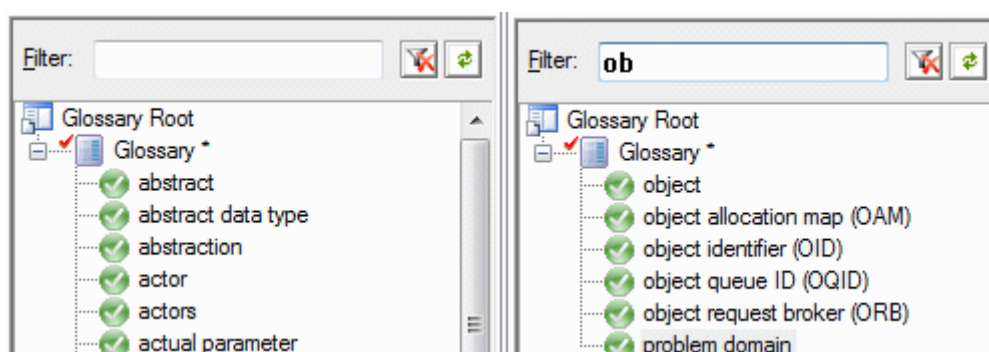 Filter:
Glossary Root
Glossary *
abstract
abstract data type
abstraction
actor
actors
actual parameter
Filter: ob
Glossary Root
Glossary *
object
object allocation map (OAM)
object identifier (OID)
object queue ID (OQID)
object request broker (ORB)
problem domain